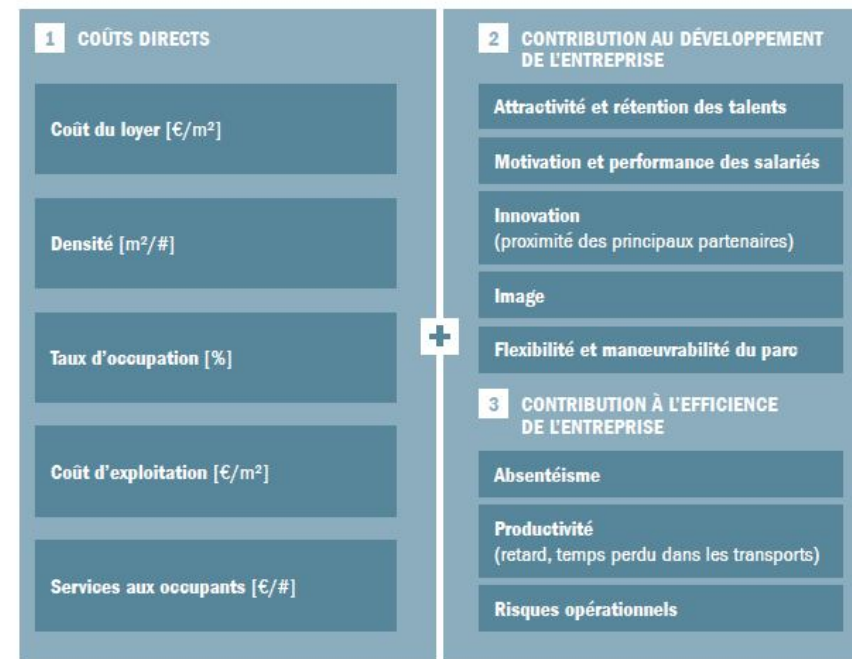 1 COÛTS DIRECTS
Coût du loyer [€/m²]
Densité [m²/#]
Taux d'occupation [%]
Coût d'exploitation [€/m²]
Services aux occupants [€/#]
+
2 CONTRIBUTION AU DÉVELOPPEMENT
DE L'ENTREPRISE
Attractivité et rétention des talents
Motivation et performance des salariés
Innovation
(proximité des principaux partenaires)
Image
Flexibilité et manœuvrabilité du parc
3 CONTRIBUTION À L'EFFICIENCE
DE L'ENTREPRISE
Absentéisme
Productivité
(retard, temps perdu dans les transports)
Risques opérationnels